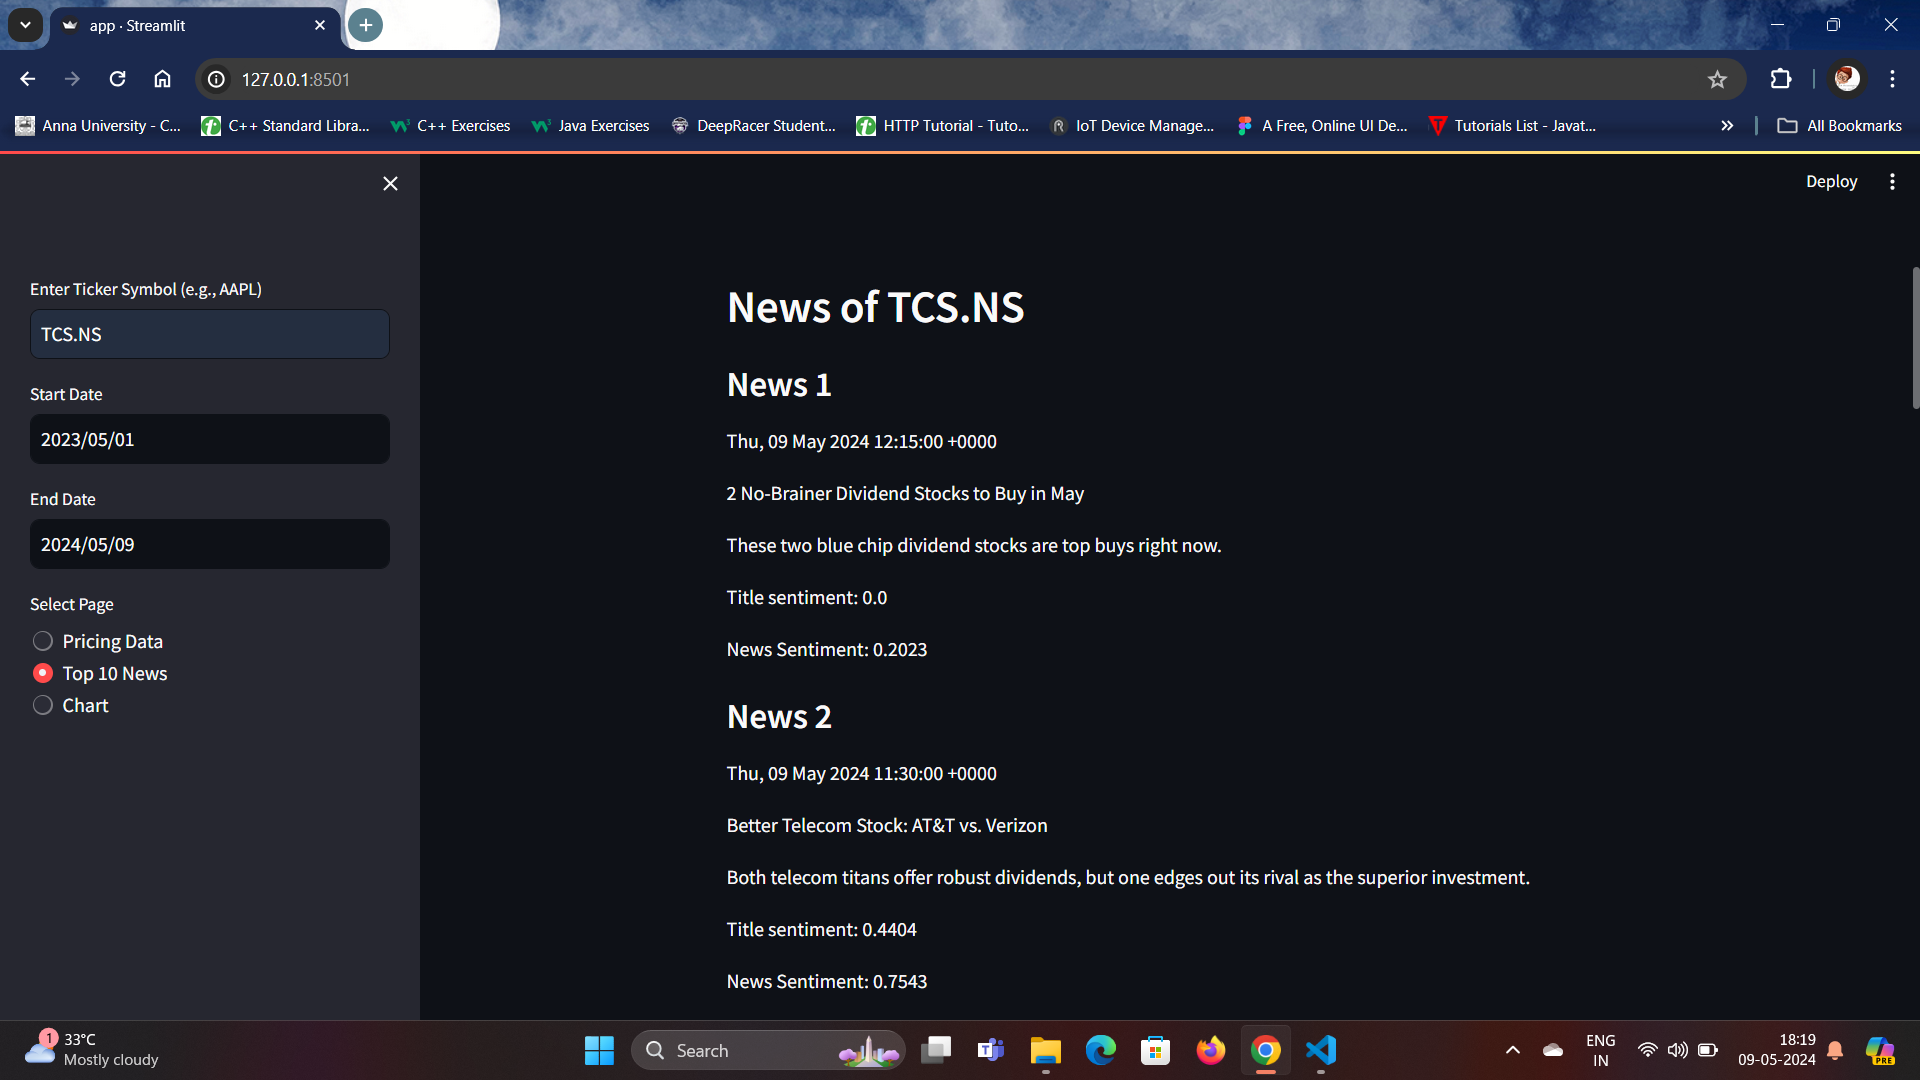 app · Streamlit
127.0.0.1:8501
Anna University - C...
C++ Standard Libra...
C++ Exercises
Java Exercises
DeepRacer Student...
HTTP Tutorial - Tuto...
IoT Device Manage...
A Free, Online UI De...
Tutorials List - Javat...
All Bookmarks
Deploy
Enter Ticker Symbol (e.g., AAPL)
TCS.NS
Start Date
2023/05/01
End Date
2024/05/09
Select Page
Pricing Data
Top 10 News
Chart
News of TCS.NS
News 1
Thu, 09 May 2024 12:15:00 +0000
2 No-Brainer Dividend Stocks to Buy in May
These two blue chip dividend stocks are top buys right now.
Title sentiment: 0.0
News Sentiment: 0.2023
News 2
Thu, 09 May 2024 11:30:00 +0000
Better Telecom Stock: AT&T vs. Verizon
Both telecom titans offer robust dividends, but one edges out its rival as the superior investment.
Title sentiment: 0.4404
News Sentiment: 0.7543
1
33°C
Mostly cloudy
Search
ENG
IN
18:19
09-05-2024
PRE